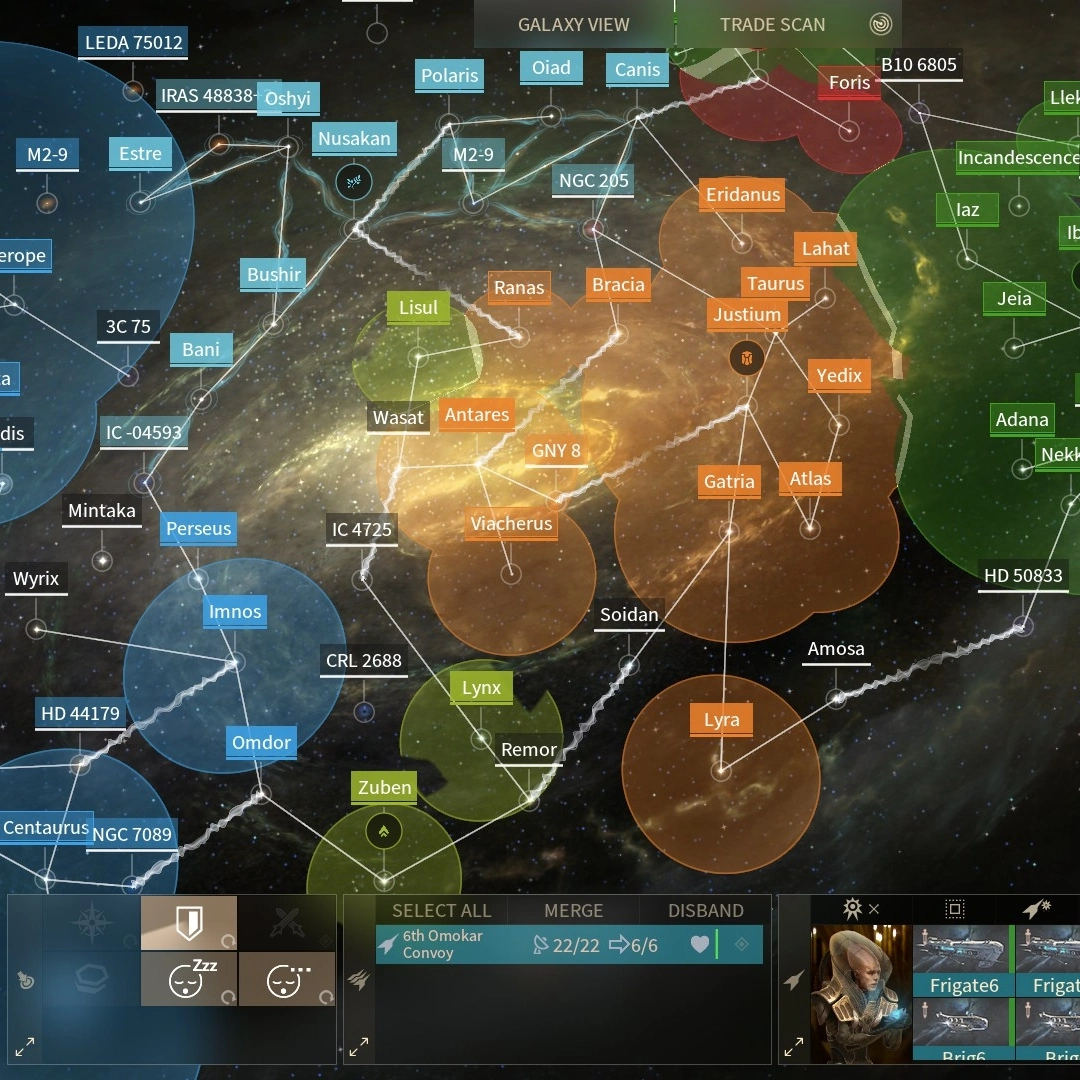 GALAXY VIEW
TRADE SCAN
LEDA 75012
IRAS 48838-
Oshyi
Polaris
Oiad
Canis
Foris
B10 6805
Llek
M2-9
Estre
Nusakan
M2-9
NGC 205
Incandescence
Eridanus
Iaz
Ib
erope
Bushir
Lahat
Ranas
Bracia
Taurus
Lisul
Justium
Jeia
3C 75
Bani
a
Yedix
Wasat
Antares
dis
IC -04593
Adana
GNY 8
Nekk
Gatria
Atlas
Mintaka
Perseus
IC 4725
Viacherus
Wyrix
HD 50833
Imnos
Soidan
CRL 2688
Amosa
Lynx
HD 44179
Lyra
Omdor
Remor
Zuben
Centaurus
NGC 7089
SELECT ALL
MERGE
DISBAND
6th Omokar
Convoy
22/22
6/6
Zzz
Frigate6
Frigat
Brig6
Brig